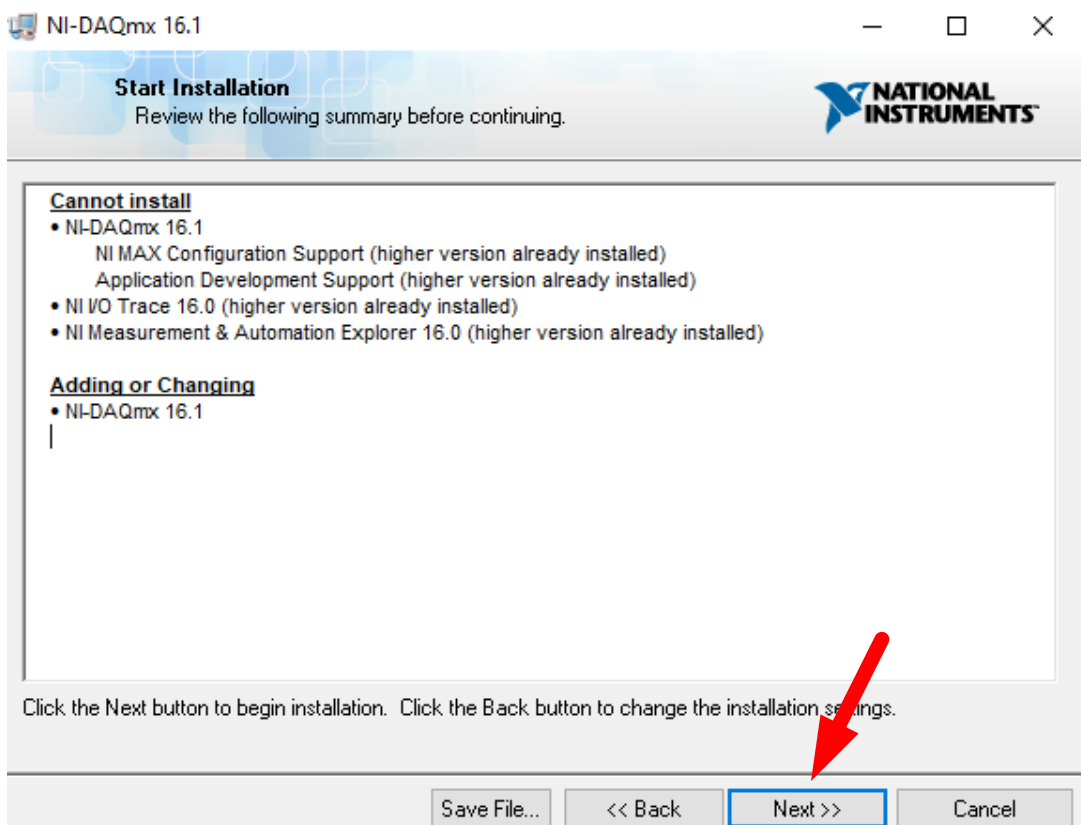 NI-DAQmx 16.1
Start Installation
Review the following summary before continuing.
NATIONAL
INSTRUMENTS™
Cannot install
• NI-DAQmx 16.1
NI MAX Configuration Support (higher version already installed)
Application Development Support (higher version already installed)
• NI I/O Trace 16.0 (higher version already installed)
• NI Measurement & Automation Explorer 16.0 (higher version already installed)
Adding or Changing
• NI-DAQmx 16.1
Click the Next button to begin installation. Click the Back button to change the installation settings.
Save File...
<< Back
Next >>
Cancel